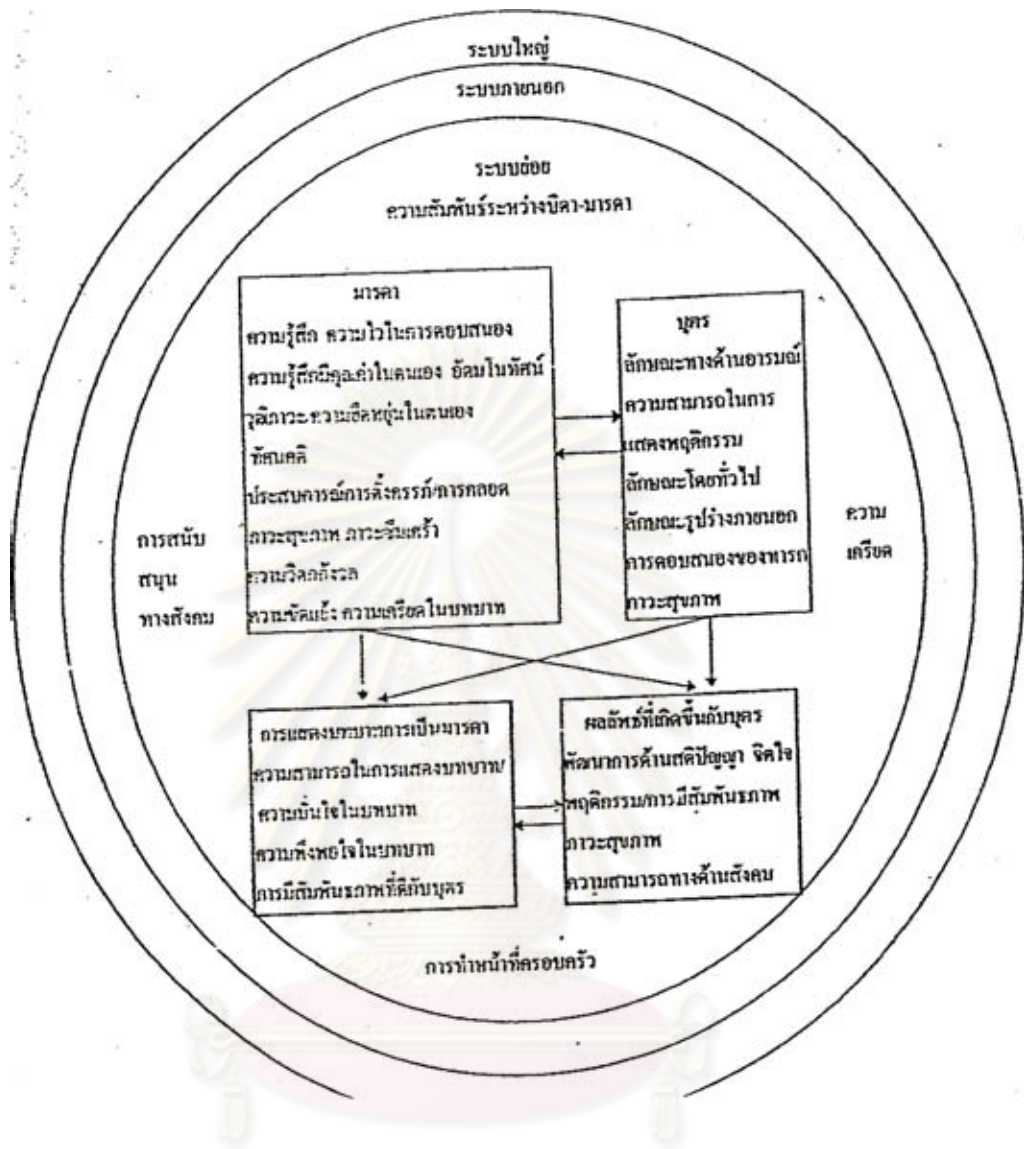 ระบบใหญ่
ระบบภายนอก
ระบบย่อย
ความสัมพันธ์ระหว่างบิดา-มารดา
มารดา
ความรู้สึก ความไวในการตอบสนอง
ความรู้สึกมีคุณค่าในตนเอง อัตมโนทัศน์
วุฒิภาวะ ความยืดหยุ่นในตนเอง
ทัศนคติ
ประสบการณ์การตั้งครรภ์/การคลอด
ภาวะสุขภาพ ภาวะซึมเศร้า
ความวิตกกังวล
ความขัดแย้ง ความเครียดในบทบาท
บุตร
ลักษณะทางด้านอารมณ์
ความสามารถในการ
แสดงพฤติกรรม
ลักษณะโดยทั่วไป
ลักษณะรูปร่างภายนอก
การตอบสนองของทารก
ภาวะสุขภาพ
การสนับ
สนุน
ทางสังคม
ความ
เครียด
การแสดงบทบาทการเป็นมารดา
ความสามารถในการแสดงบทบาท/
ความมั่นใจในบทบาท
ความพึงพอใจในบทบาท
การมีสัมพันธภาพที่ดีกับบุตร
ผลลัพธ์ที่เกิดขึ้นกับบุตร
พัฒนาการด้านสติปัญญา จิตใจ
พฤติกรรม/การมีสัมพันธภาพ
ภาวะสุขภาพ
ความสามารถทางด้านสังคม
การทำหน้าที่ครอบครัว